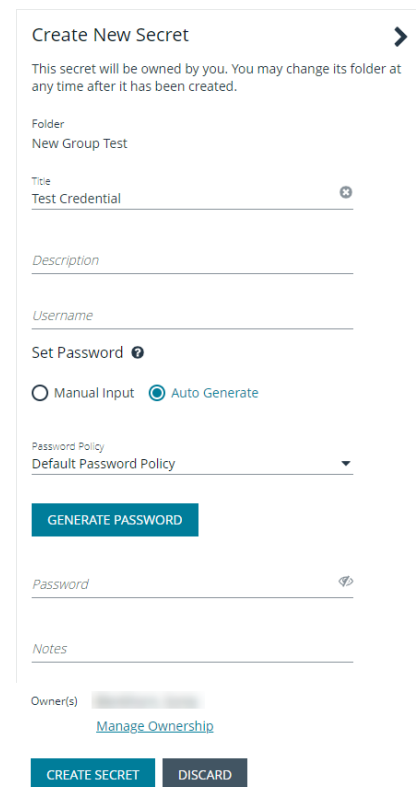 Create New Secret
This secret will be owned by you. You may change its folder at
any time after it has been created.
Folder
New Group Test
Title
Test Credential
Description
Username
Set Password
Manual Input Auto Generate
Password Policy
Default Password Policy
GENERATE PASSWORD
Password
Notes
Owner(s)
Manage Ownership
CREATE SECRET DISCARD